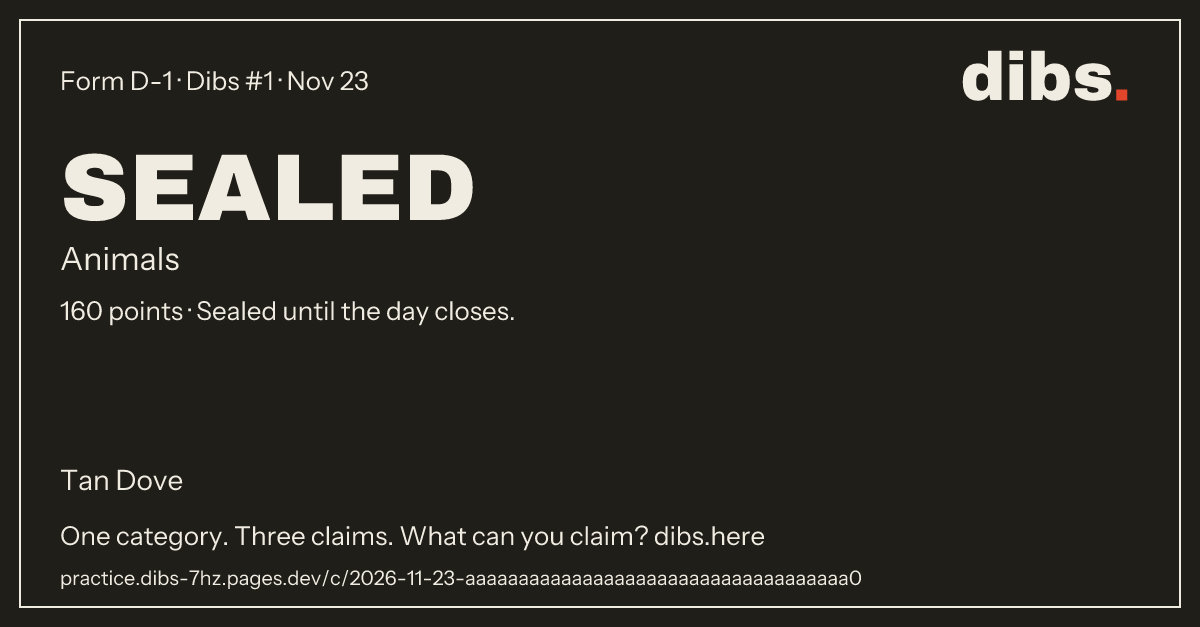 Form D-1 · Dibs #1 · Nov 23
dibs.
SEALED
Animals
160 points · Sealed until the day closes.
Tan Dove
One category. Three claims. What can you claim? dibs.here
practice.dibs-7hz.pages.dev/c/2026-11-23-aaaaaaaaaaaaaaaaaaaaaaaaaaaaaaaaaaaa0